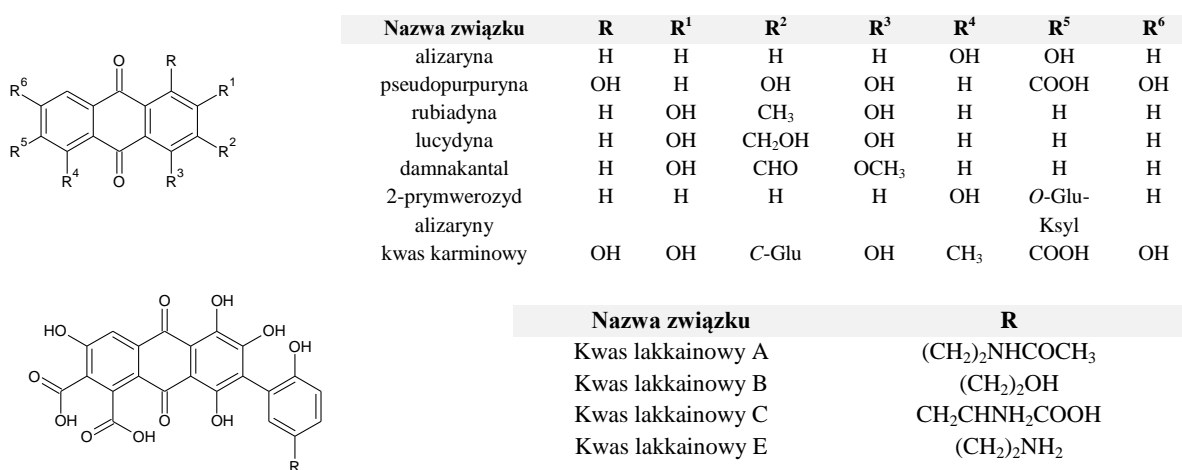 Nazwa związku R R¹ R² R³ R⁴ R⁵ R⁶
alizaryna H H H H OH OH H
pseudopurpuryna OH H OH OH H COOH OH
rubiadyna H OH CH₃ OH H H H
lucydyna H OH CH₂OH OH H H H
damnakantal H OH CHO OCH₃ H H H
2-prymwerozyd H H H H OH O-Glu- H
alizaryny Ksyl
kwas karminowy OH OH C-Glu OH CH₃ COOH OH
O R
R⁶ R¹
R⁵ R²
R⁴ O R³
Nazwa związku R
Kwas lakkainowy A (CH₂)₂NHCOCH₃
Kwas lakkainowy B (CH₂)₂OH
Kwas lakkainowy C CH₂CHNH₂COOH
Kwas lakkainowy E (CH₂)₂NH₂
O OH
HO OH OH
O
OH O OH O OH
R